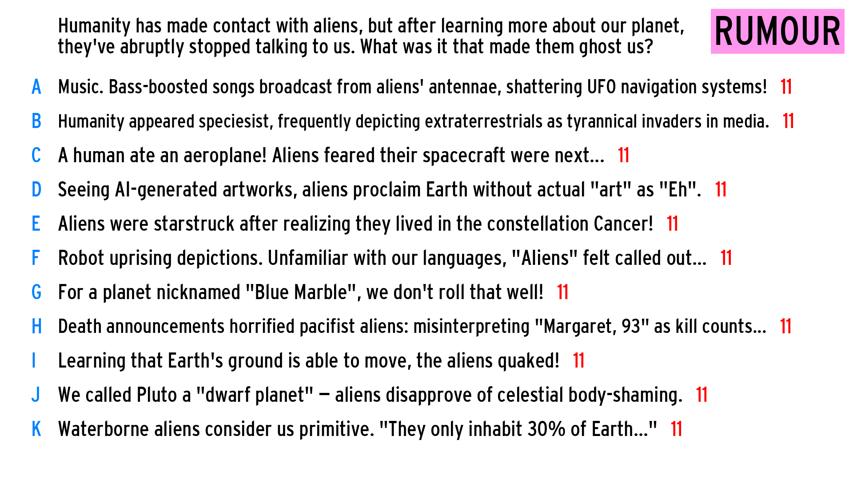 Humanity has made contact with aliens, but after learning more about our planet,
they've abruptly stopped talking to us. What was it that made them ghost us?
RUMOUR
A Music. Bass-boosted songs broadcast from aliens' antennae, shattering UFO navigation systems! 11
B Humanity appeared speciesist, frequently depicting extraterrestrials as tyrannical invaders in media. 11
C A human ate an aeroplane! Aliens feared their spacecraft were next... 11
D Seeing AI-generated artworks, aliens proclaim Earth without actual "art" as "Eh". 11
E Aliens were starstruck after realizing they lived in the constellation Cancer! 11
F Robot uprising depictions. Unfamiliar with our languages, "Aliens" felt called out... 11
G For a planet nicknamed "Blue Marble", we don't roll that well! 11
H Death announcements horrified pacifist aliens: misinterpreting "Margaret, 93" as kill counts... 11
I Learning that Earth's ground is able to move, the aliens quaked! 11
J We called Pluto a "dwarf planet" – aliens disapprove of celestial body-shaming. 11
K Waterborne aliens consider us primitive. "They only inhabit 30% of Earth..." 11